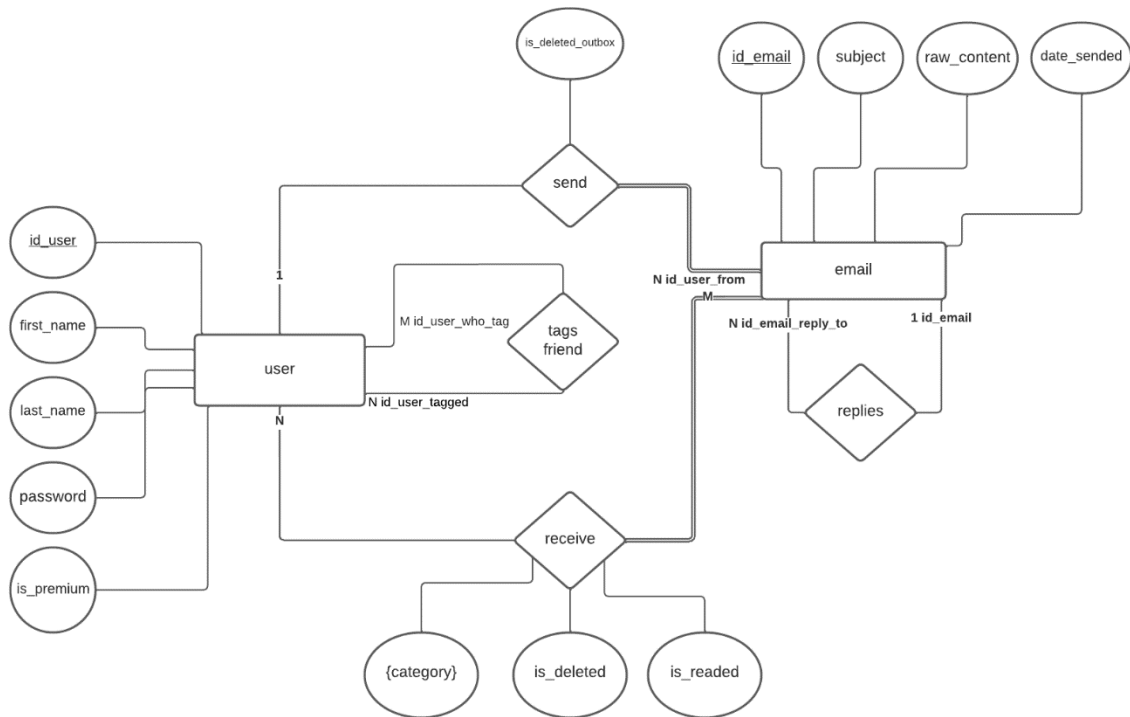 is_deleted_outbox
id_email
subject
raw_content
date_sended
send
id_user
email
1
N id_user_from
M
first_name
M id_user_who_tag
tags
friend
N id_email_reply_to
1 id_email
user
last_name
N id_user_tagged
replies
N
password
receive
is_premium
{category}
is_deleted
is_readed